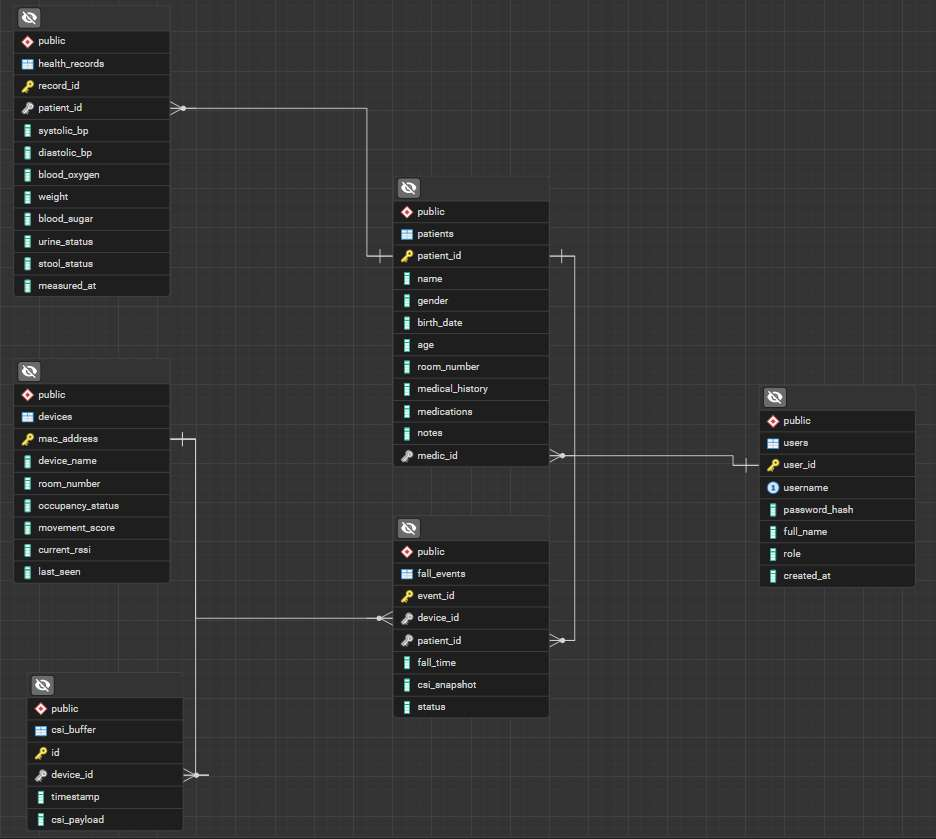 public
health_records
record_id
patient_id
systolic_bp
diastolic_bp
blood_oxygen
weight
blood_sugar
urine_status
stool_status
measured_at
public
patients
patient_id
name
gender
birth_date
age
room_number
medical_history
medications
notes
medic_id
public
devices
mac_address
device_name
room_number
occupancy_status
movement_score
current_rssi
last_seen
public
users
user_id
1 username
password_hash
full_name
role
created_at
public
fall_events
event_id
device_id
patient_id
fall_time
csi_snapshot
status
public
csi_buffer
id
device_id
timestamp
csi_payload